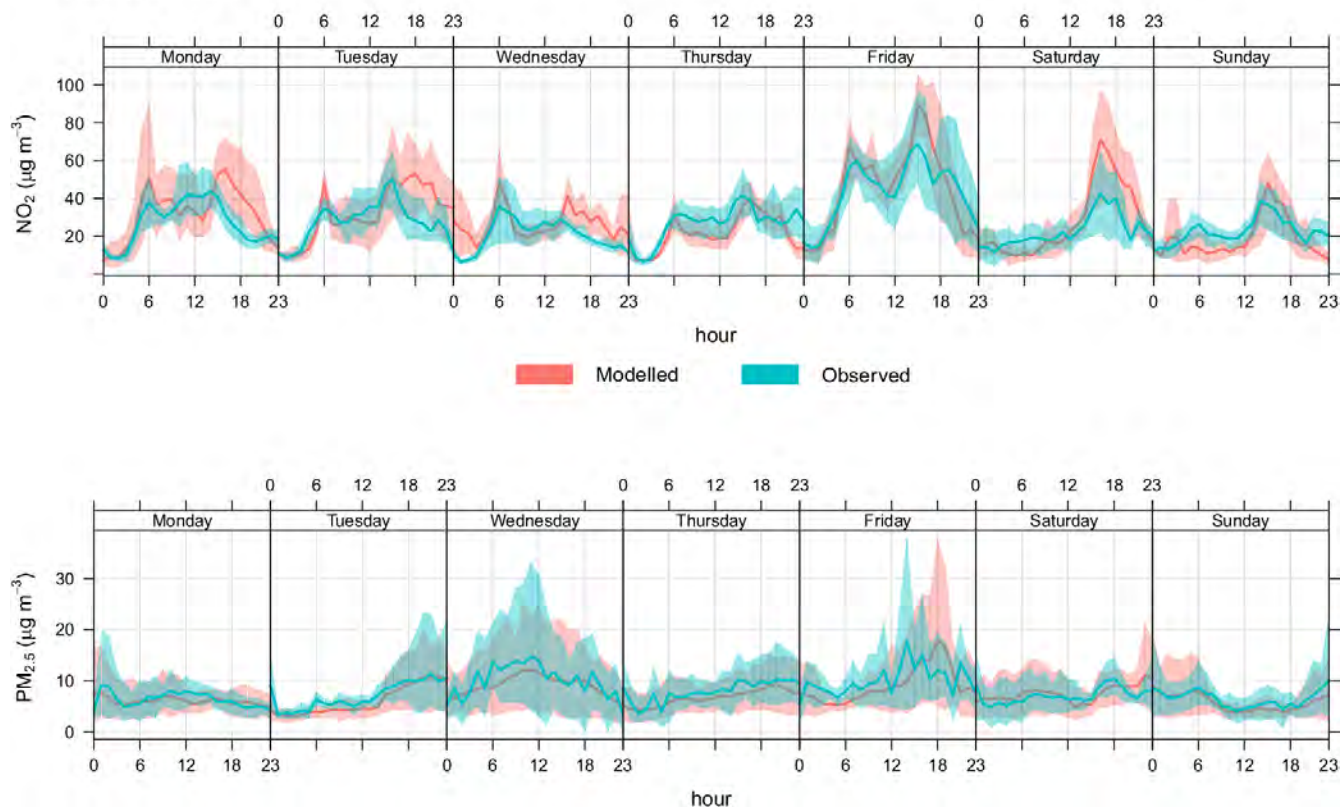 0 6 12 18 23 0 6 12 18 23 0 6 12 18 23
Monday Tuesday Wednesday Thursday Friday Saturday Sunday
100
80
60
40
20
NO2 (μg m−3)
0 6 12 18 23 0 6 12 18 23 0 6 12 18 23 0 6 12 18 23
hour
Modelled Observed
0 6 12 18 23 0 6 12 18 23 0 6 12 18 23
Monday Tuesday Wednesday Thursday Friday Saturday Sunday
30
20
10
0
PM2.5 (μg m−3)
0 6 12 18 23 0 6 12 18 23 0 6 12 18 23 0 6 12 18 23
hour